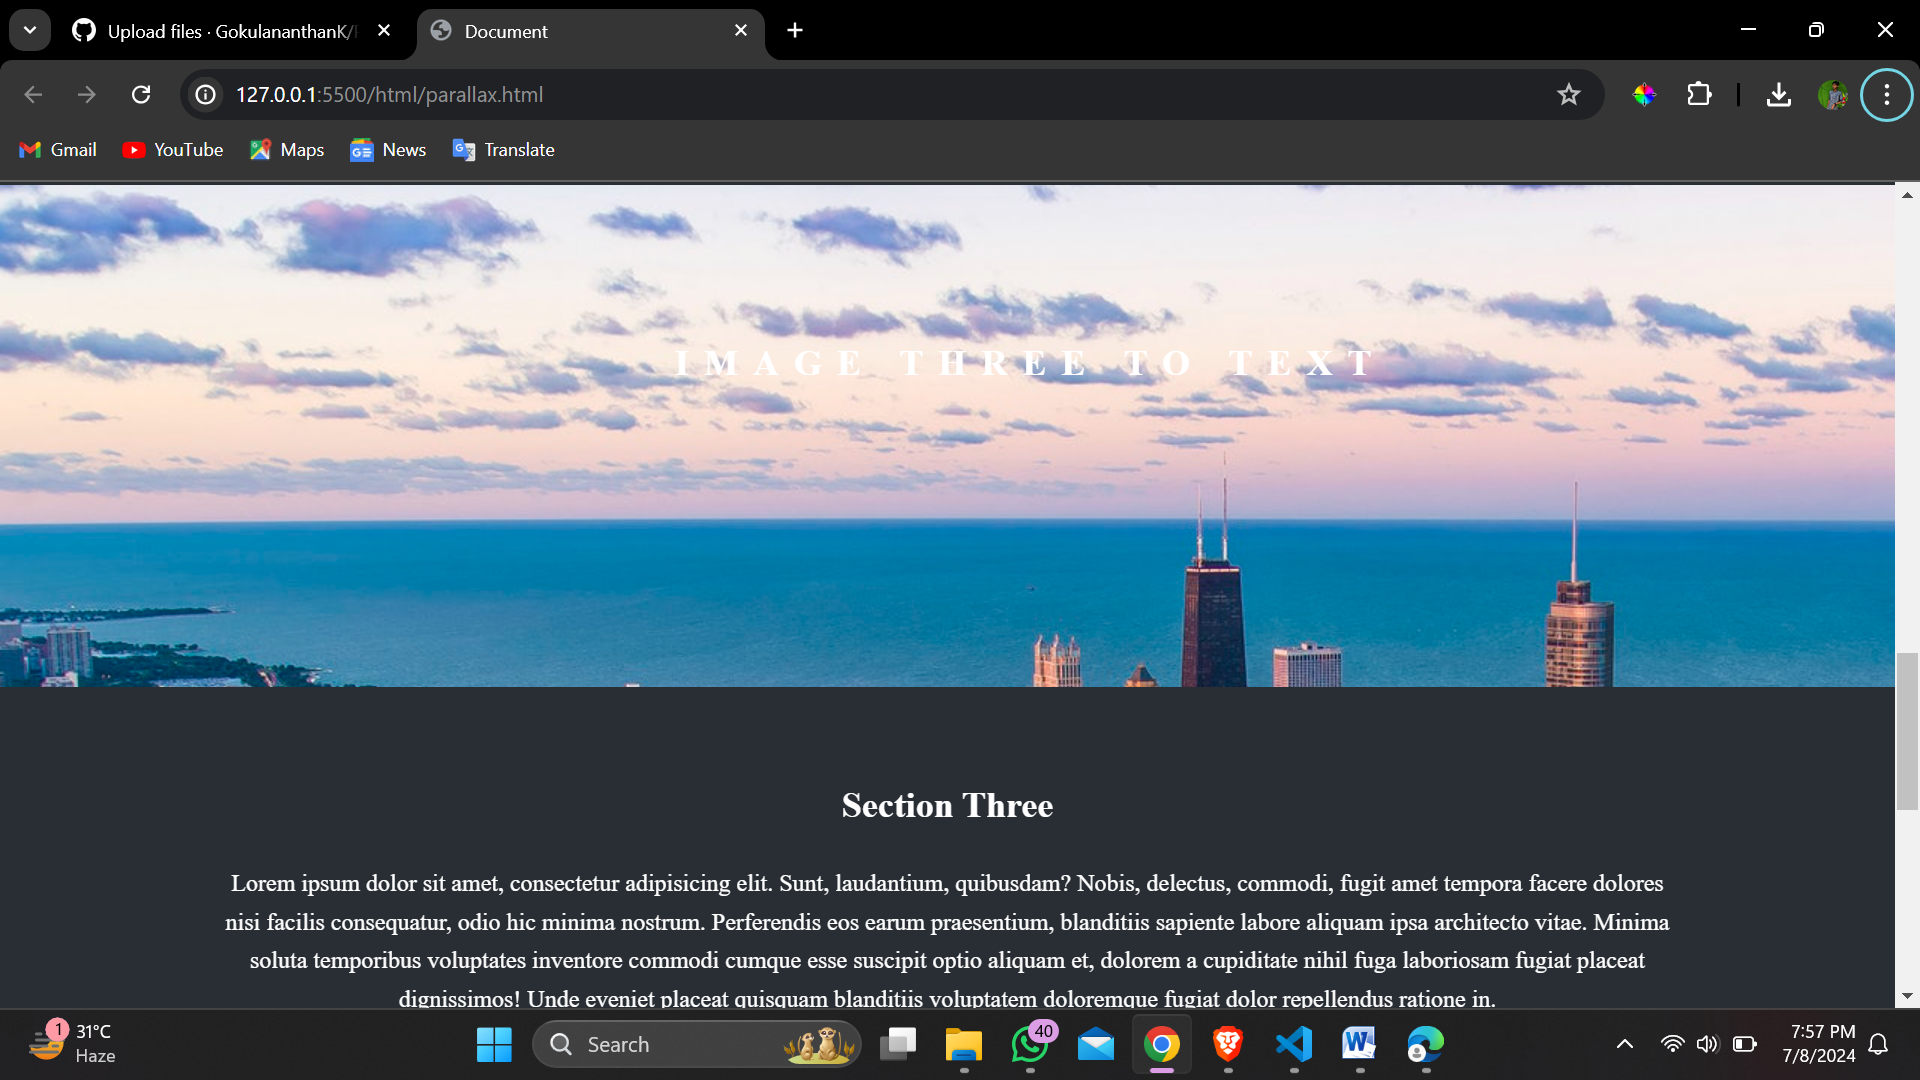 Upload files · GokulananthanK/
Document
127.0.0.1:5500/html/parallax.html
Gmail
YouTube
Maps
News
Translate
IMAGE THREE TO TEXT
Section Three
Lorem ipsum dolor sit amet, consectetur adipisicing elit. Sunt, laudantium, quibusdam? Nobis, delectus, commodi, fugit amet tempora facere dolores
nisi facilis consequatur, odio hic minima nostrum. Perferendis eos earum praesentium, blanditiis sapiente labore aliquam ipsa architecto vitae. Minima
soluta temporibus voluptates inventore commodi cumque esse suscipit optio aliquam et, dolorem a cupiditate nihil fuga laboriosam fugiat placeat
dignissimos! Unde eveniet placeat quisquam blanditiis voluptatem doloremque fugiat dolor repellendus ratione in.
1
31°C
Haze
Search
40
7:57 PM
7/8/2024